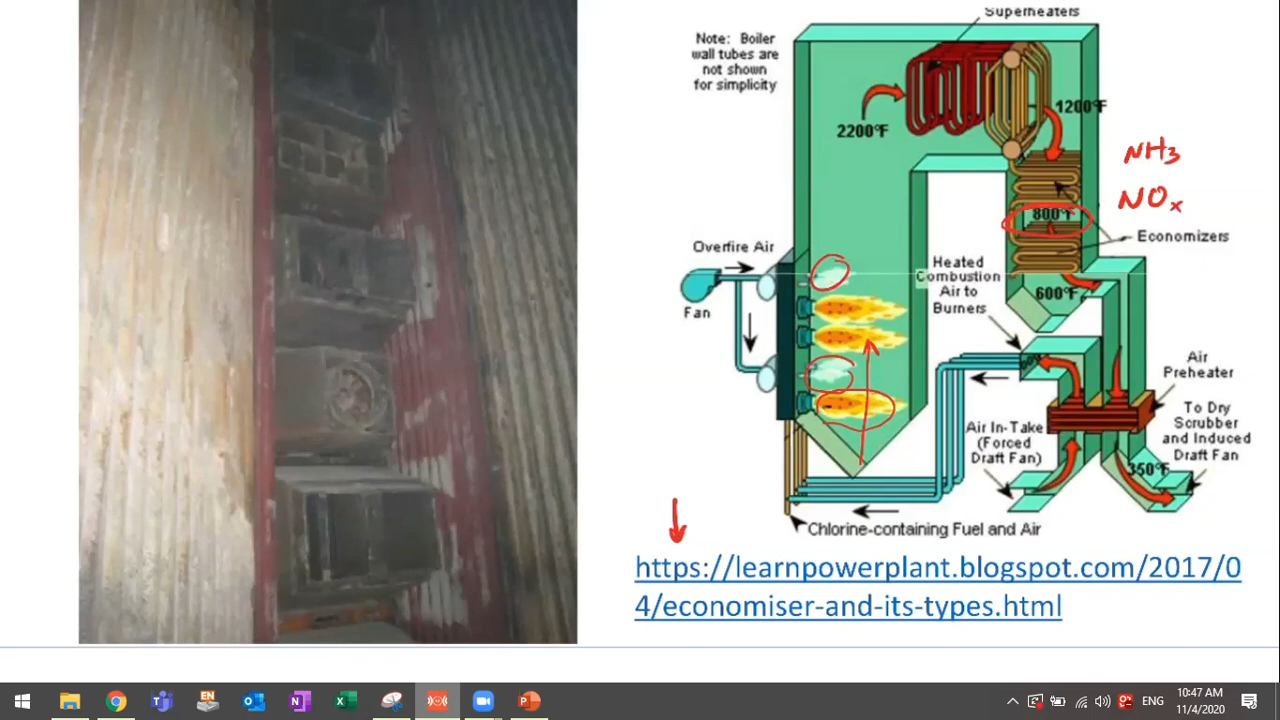 Superheaters
Note: Boiler
wall tubes are
not shown
for simplicity
2200°F
1200°F
NH3
NOx
800°F
Economizers
Overfire Air
Fan
Heated
Combustion
Air to
Burners
600°F
Air
Preheater
To Dry
Scrubber
and Induced
Draft Fan
Air In-Take
(Forced
Draft Fan)
350°F
Chlorine-containing Fuel and Air
https://learnpowerplant.blogspot.com/2017/0
4/economiser-and-its-types.html
EN
ENG
10:47 AM
11/4/2020